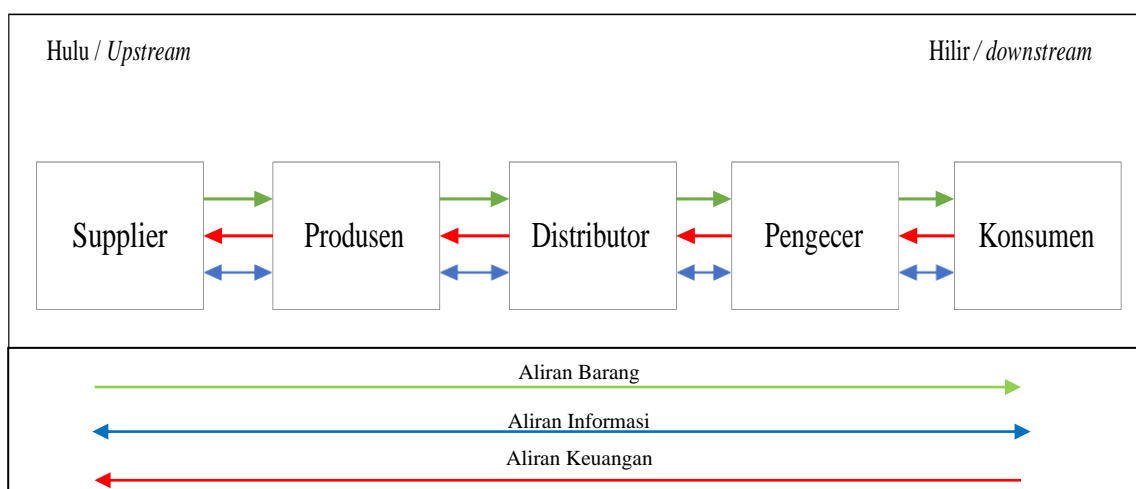 Hulu / Upstream
Hilir / downstream
Supplier
Produsen
Distributor
Pengecer
Konsumen
Aliran Barang
Aliran Informasi
Aliran Keuangan